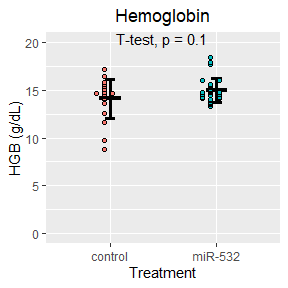 Hemoglobin
T-test, p = 0.1
20
15
10
5
0
HGB (g/dL)
control miR-532
Treatment